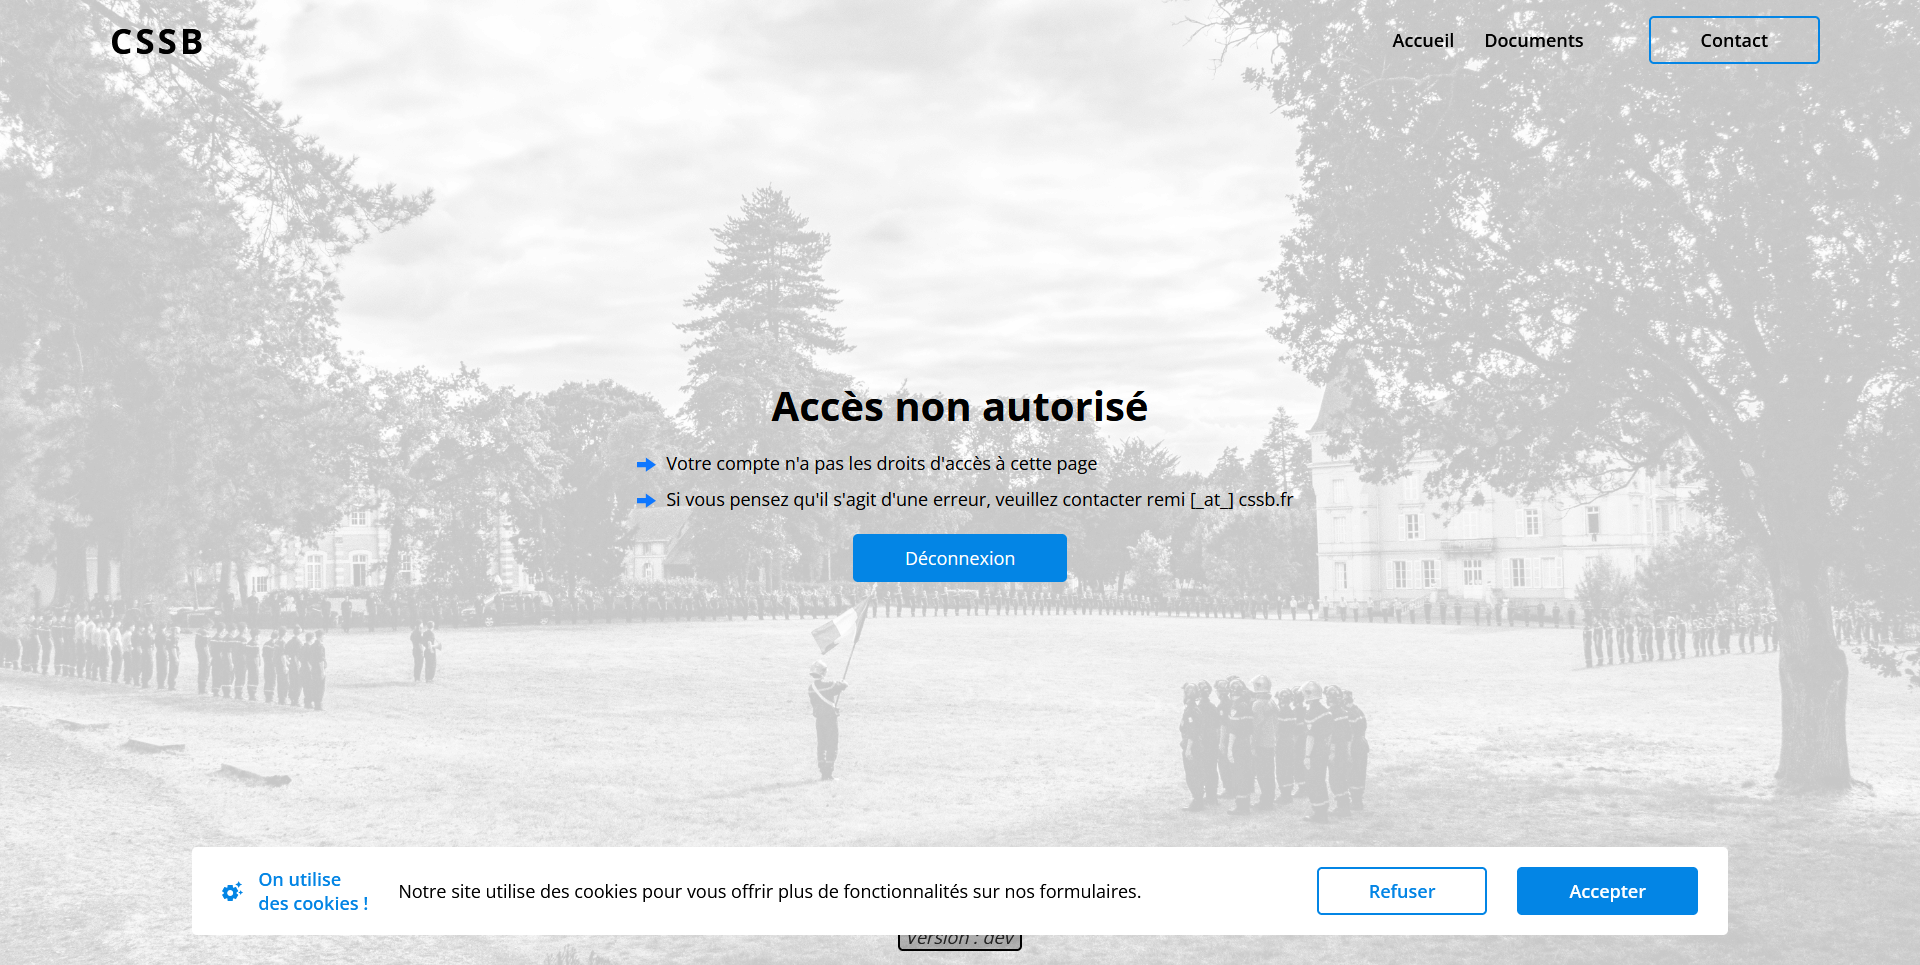 CSSB
Accueil
Documents
Contact
Accès non autorisé
Votre compte n'a pas les droits d'accès à cette page
Si vous pensez qu'il s'agit d'une erreur, veuillez contacter remi [_at_] cssb.fr
Déconnexion
On utilise
des cookies !
Notre site utilise des cookies pour vous offrir plus de fonctionnalités sur nos formulaires.
Refuser
Accepter
Version : dev